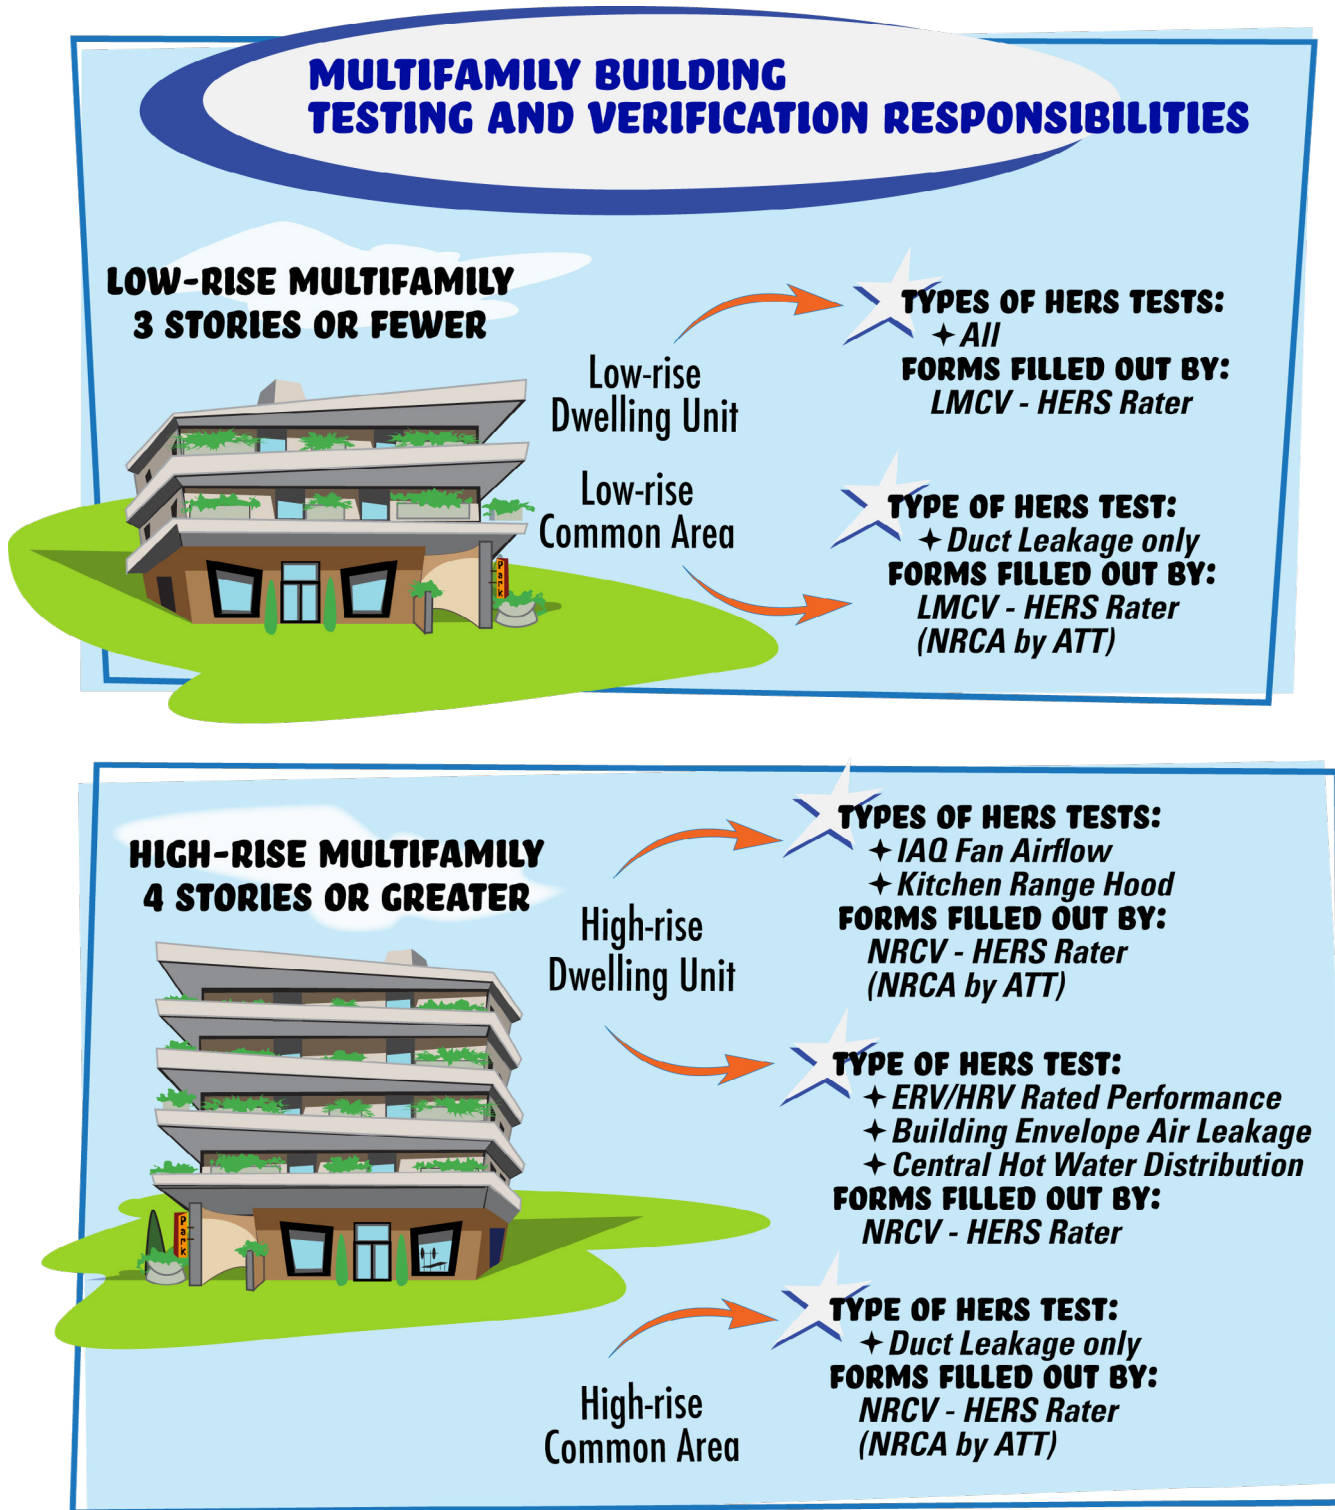 MULTIFAMILY BUILDING
TESTING AND VERIFICATION RESPONSIBILITIES
LOW-RISE MULTIFAMILY
3 STORIES OR FEWER
Low-rise
Dwelling Unit
TYPES OF HERS TESTS:
All
FORMS FILLED OUT BY:
LMCV - HERS Rater
Low-rise
Common Area
TYPE OF HERS TEST:
Duct Leakage only
FORMS FILLED OUT BY:
LMCV - HERS Rater
(NRCA by ATT)
Park
HIGH-RISE MULTIFAMILY
4 STORIES OR GREATER
High-rise
Dwelling Unit
TYPES OF HERS TESTS:
IAQ Fan Airflow
Kitchen Range Hood
FORMS FILLED OUT BY:
NRCV - HERS Rater
(NRCA by ATT)
TYPE OF HERS TEST:
ERV/HRV Rated Performance
Building Envelope Air Leakage
Central Hot Water Distribution
FORMS FILLED OUT BY:
NRCV - HERS Rater
Park
High-rise
Common Area
TYPE OF HERS TEST:
Duct Leakage only
FORMS FILLED OUT BY:
NRCV - HERS Rater
(NRCA by ATT)